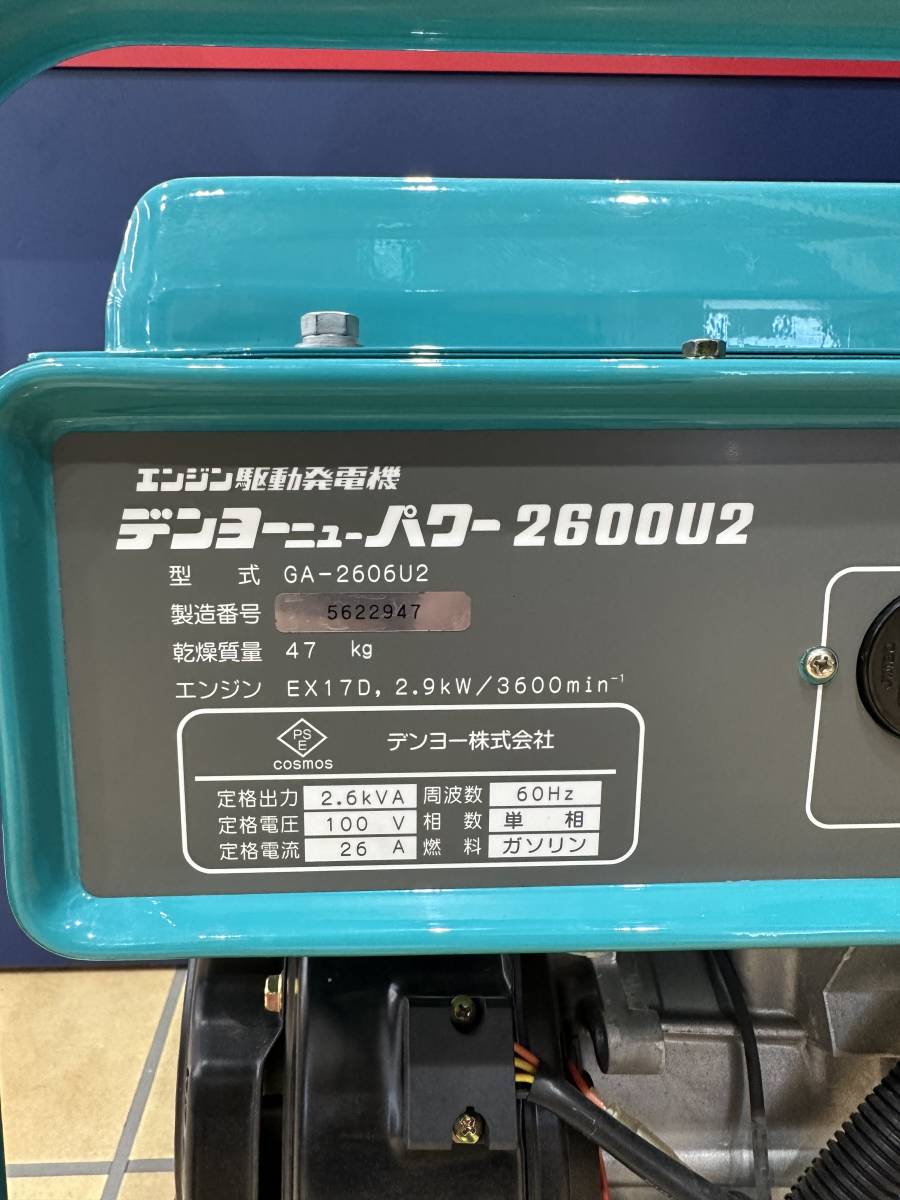 エンジン駆動発電機
デンヨーニューパワー 2600U2
型 式 GA-2606U2
製造番号 5622947
乾燥質量 47 kg
エンジン EX17D, 2.9kW/3600min⁻¹
PS
E
cosmos
デンヨー株式会社
定格出力 2.6kVA 周波数 60Hz
定格電圧 100 V 相 数 単 相
定格電流 26 A 燃 料 ガソリン